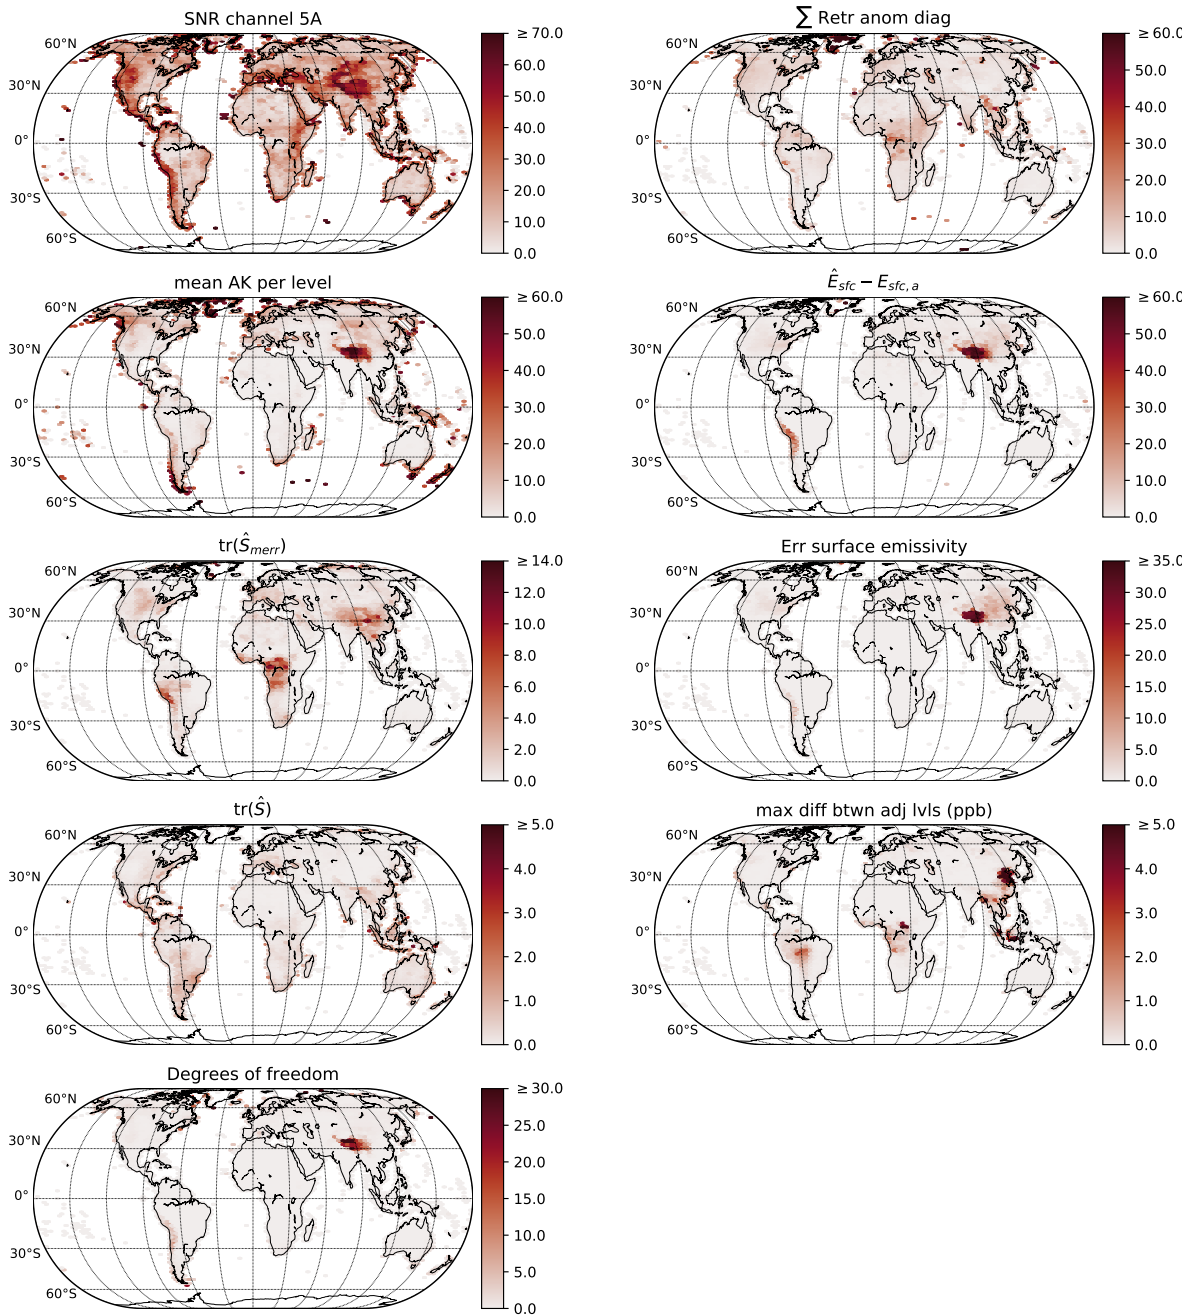 SNR channel 5A
60°N
30°N
0°
30°S
60°S
≥70.0
60.0
50.0
40.0
30.0
20.0
10.0
0.0
∑ Retr anom diag
60°N
30°N
0°
30°S
60°S
≥60.0
50.0
40.0
30.0
20.0
10.0
0.0
mean AK per level
60°N
30°N
0°
30°S
60°S
≥60.0
50.0
40.0
30.0
20.0
10.0
0.0
Ê_sfc − E_sfc, a
60°N
30°N
0°
30°S
60°S
≥60.0
50.0
40.0
30.0
20.0
10.0
0.0
tr(Ŝ_merr)
60°N
30°N
0°
30°S
60°S
≥14.0
12.0
10.0
8.0
6.0
4.0
2.0
0.0
Err surface emissivity
60°N
30°N
0°
30°S
60°S
≥35.0
30.0
25.0
20.0
15.0
10.0
5.0
0.0
tr(Ŝ)
60°N
30°N
0°
30°S
60°S
≥5.0
4.0
3.0
2.0
1.0
0.0
max diff btwn adj lvls (ppb)
60°N
30°N
0°
30°S
60°S
≥5.0
4.0
3.0
2.0
1.0
0.0
Degrees of freedom
60°N
30°N
0°
30°S
60°S
≥30.0
25.0
20.0
15.0
10.0
5.0
0.0